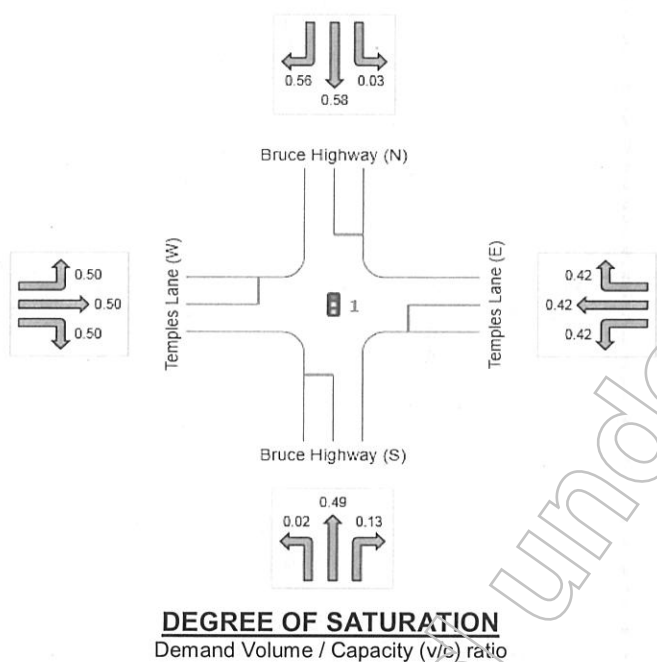 0.56 0.03
0.58
Bruce Highway (N)
Temples Lane (W)
Temples Lane (E)
0.50
0.50
0.50
1
0.42
0.42
0.42
Bruce Highway (S)
0.49
0.02 0.13
DEGREE OF SATURATION
Demand Volume / Capacity (v/c) ratio